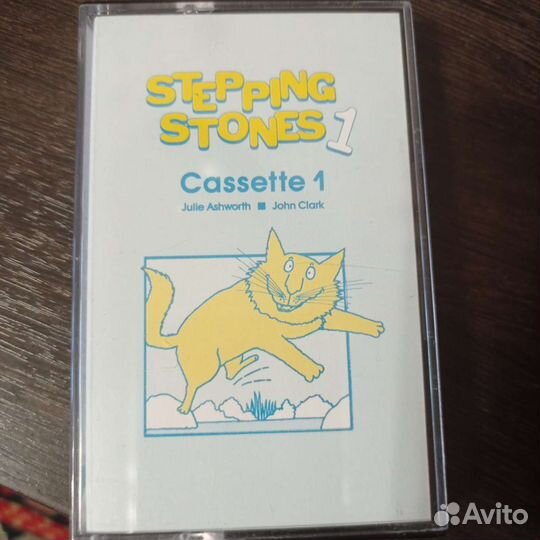 STEPPING
STONES 1
Cassette 1
Julie Ashworth ■ John Clark
Avito